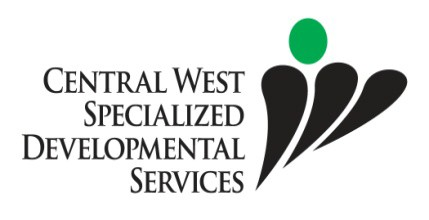 CENTRAL WEST
SPECIALIZED
DEVELOPMENTAL
SERVICES